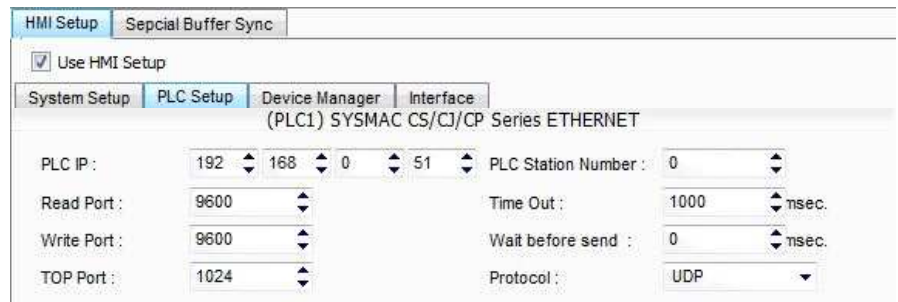 HMI Setup Sepcial Buffer Sync
Use HMI Setup
System Setup PLC Setup Device Manager Interface
(PLC1) SYSMAC CS/CJ/CP Series ETHERNET
PLC IP : 192 168 0 51 PLC Station Number : 0
Read Port : 9600 Time Out : 1000 msec.
Write Port : 9600 Wait before send : 0 msec.
TOP Port : 1024 Protocol : UDP